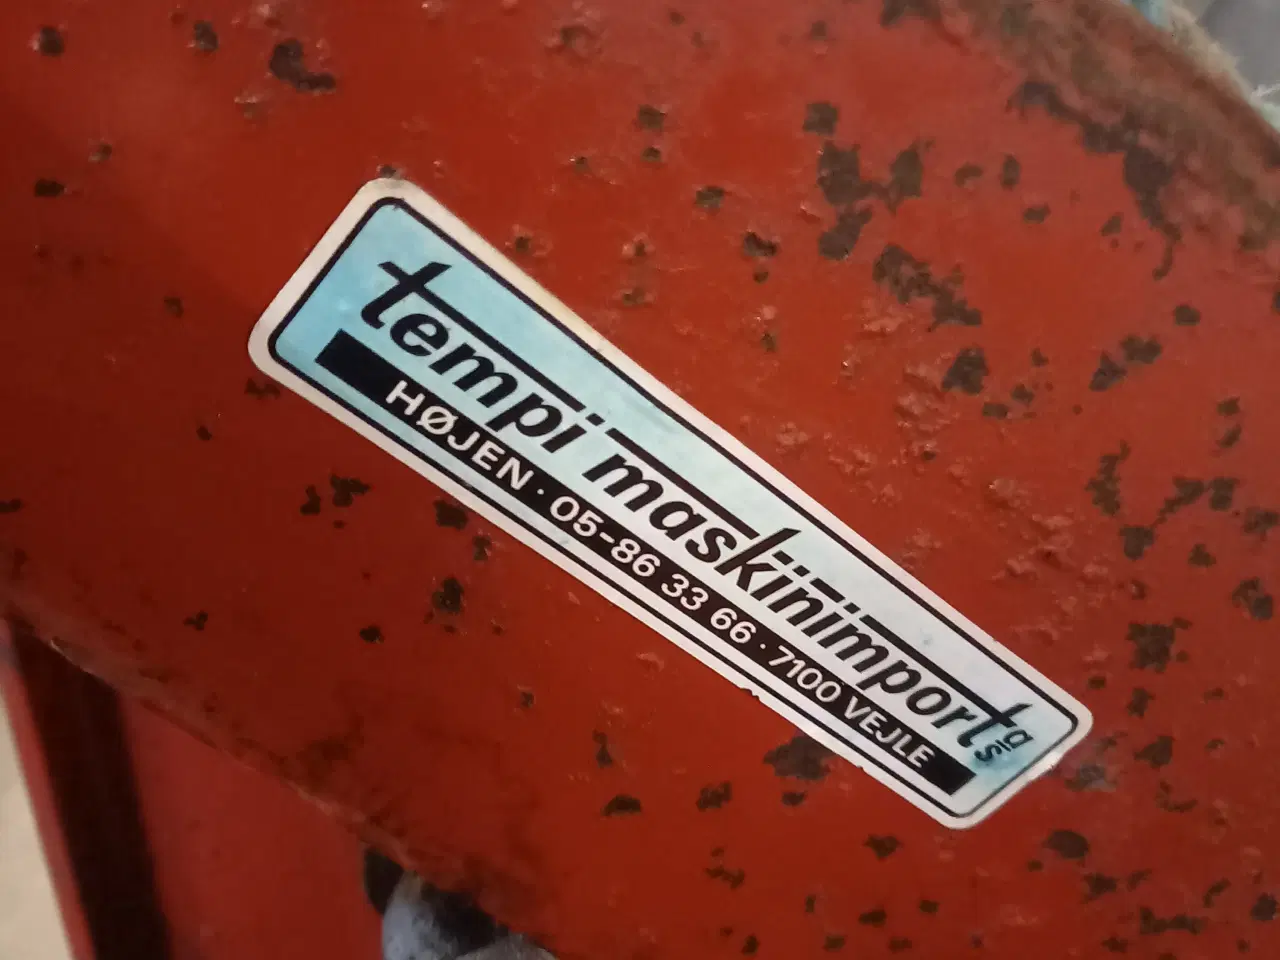 tempi maskinimport a/s
HØJEN · 05-86 33 66 · 7100 VEJLE